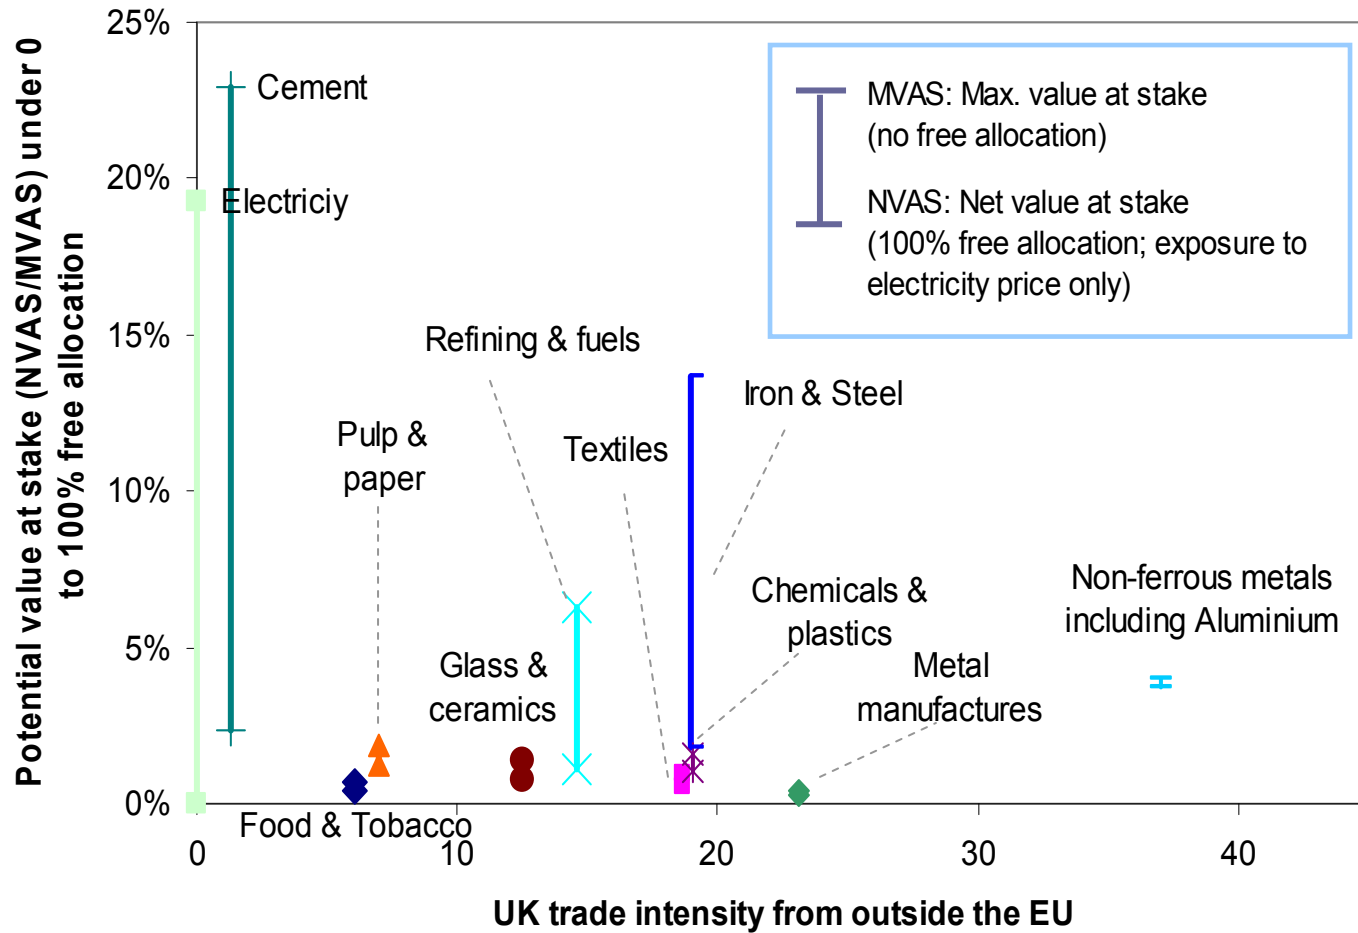 Potential value at stake (NVAS/MVAS) under 0
to 100% free allocation
25%
20%
15%
10%
5%
0%
Cement
Electriciy
MVAS: Max. value at stake
(no free allocation)
NVAS: Net value at stake
(100% free allocation; exposure to
electricity price only)
Refining & fuels
Iron & Steel
Pulp &
paper
Textiles
Chemicals &
plastics
Non-ferrous metals
including Aluminium
Glass &
ceramics
Metal
manufactures
Food & Tobacco
0
10
20
30
40
UK trade intensity from outside the EU